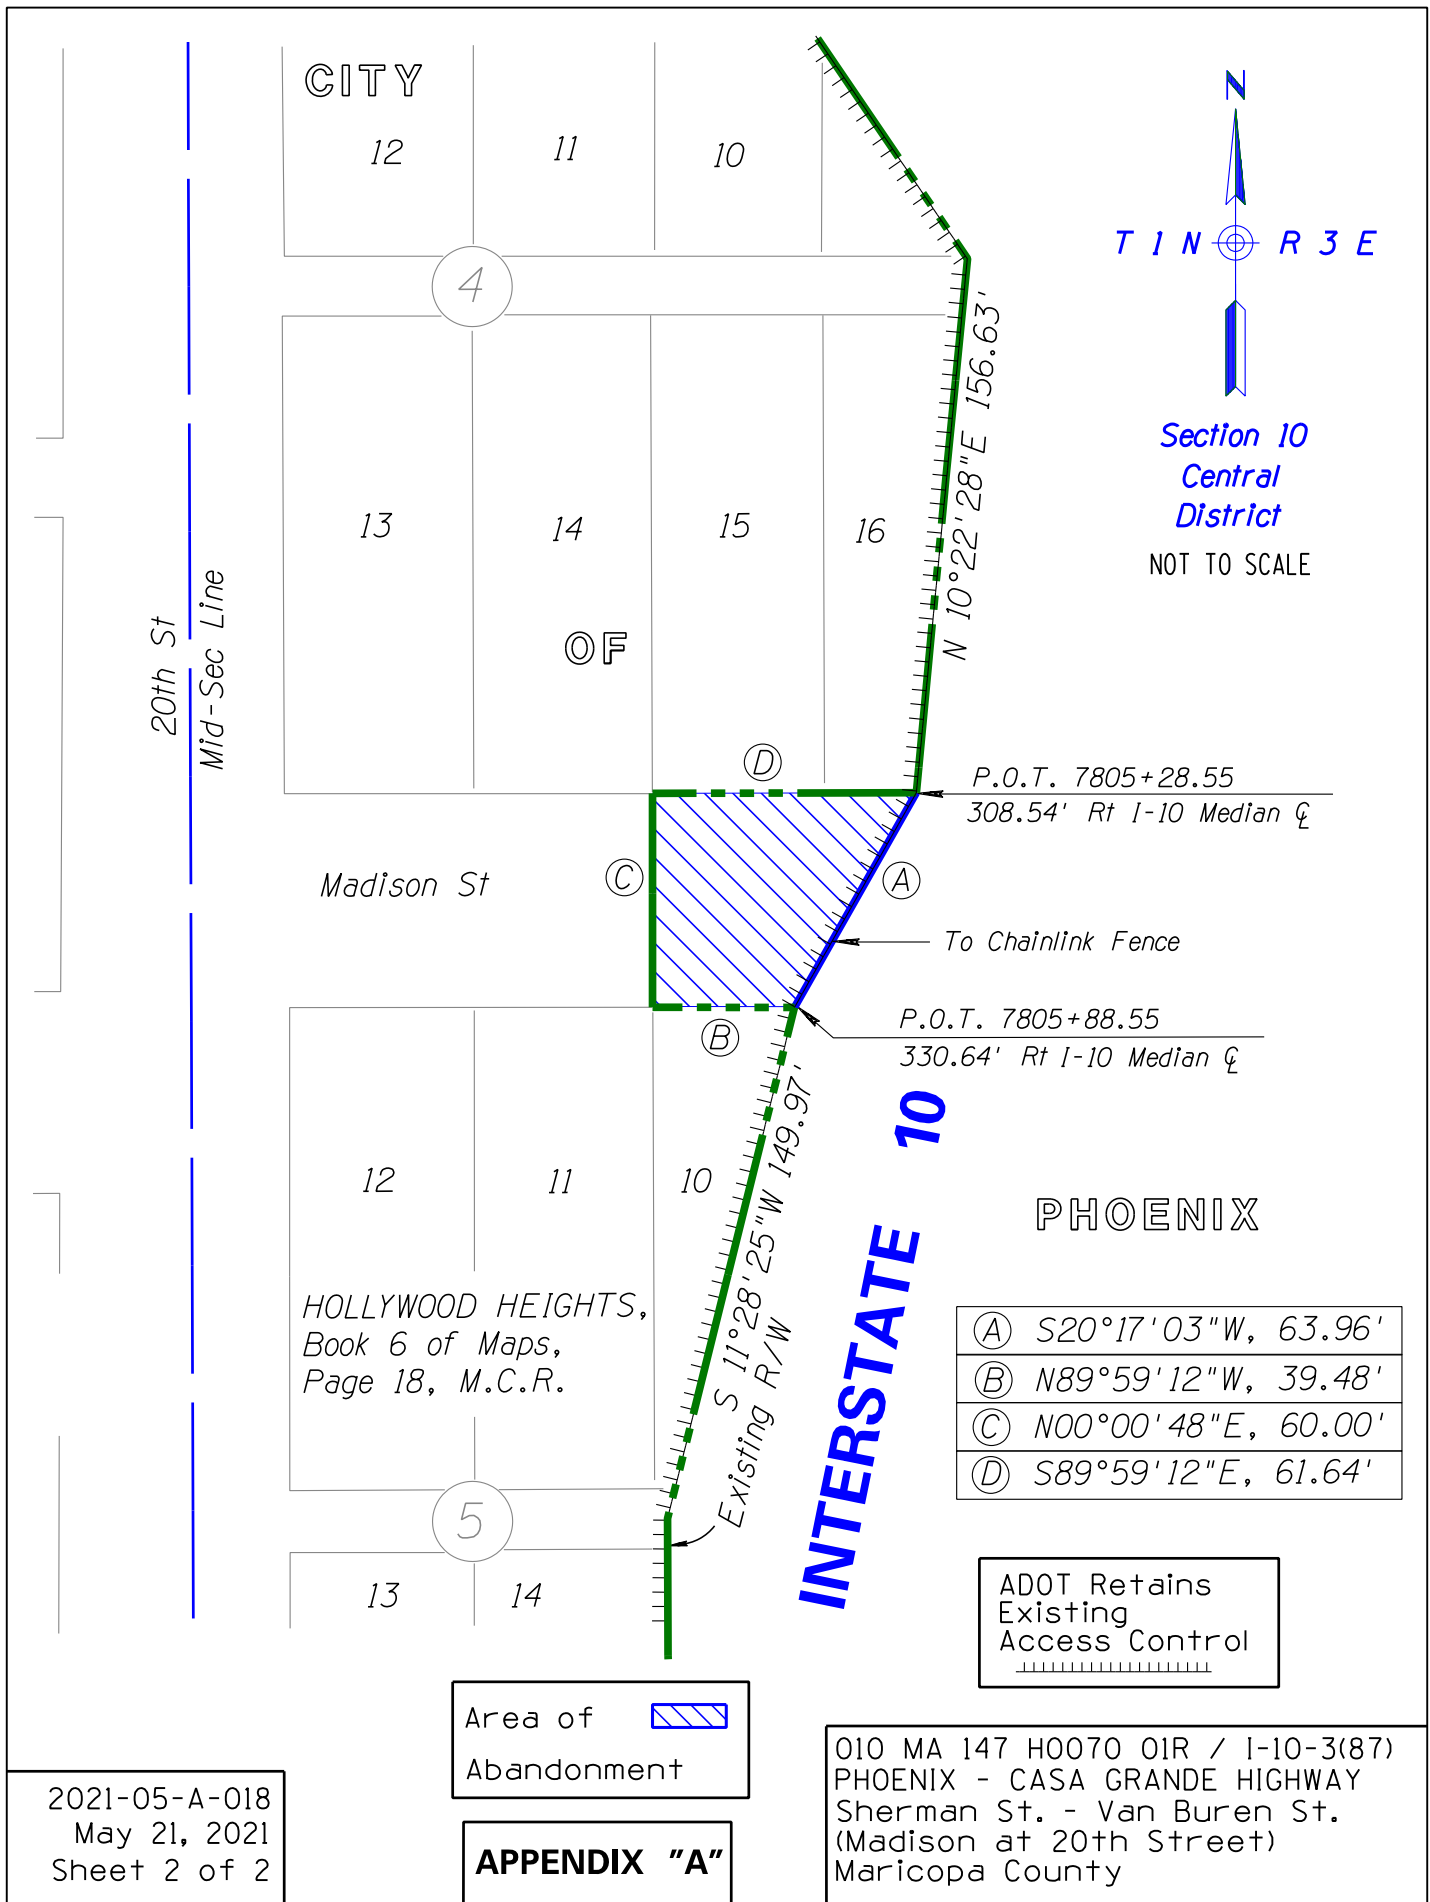 CITY
12
11
10
N
T 1 N
R 3 E
4
N 10°22'28"E 156.63'
Section 10
Central
District
NOT TO SCALE
13
14
15
16
OF
20th St
Mid-Sec Line
D
P.O.T. 7805+28.55
308.54' Rt I-10 Median ℄
Madison St
C
A
To Chainlink Fence
P.O.T. 7805+88.55
330.64' Rt I-10 Median ℄
B
S 11°28'25"W 149.97'
INTERSTATE 10
12
11
10
PHOENIX
HOLLYWOOD HEIGHTS,
Book 6 of Maps,
Page 18, M.C.R.
Existing R/W
A S20°17'03"W, 63.96'
B N89°59'12"W, 39.48'
C N00°00'48"E, 60.00'
D S89°59'12"E, 61.64'
5
13
14
ADOT Retains
Existing
Access Control
Area of
Abandonment
2021-05-A-018
May 21, 2021
Sheet 2 of 2
APPENDIX "A"
010 MA 147 H0070 01R / I-10-3(87)
PHOENIX - CASA GRANDE HIGHWAY
Sherman St. - Van Buren St.
(Madison at 20th Street)
Maricopa County